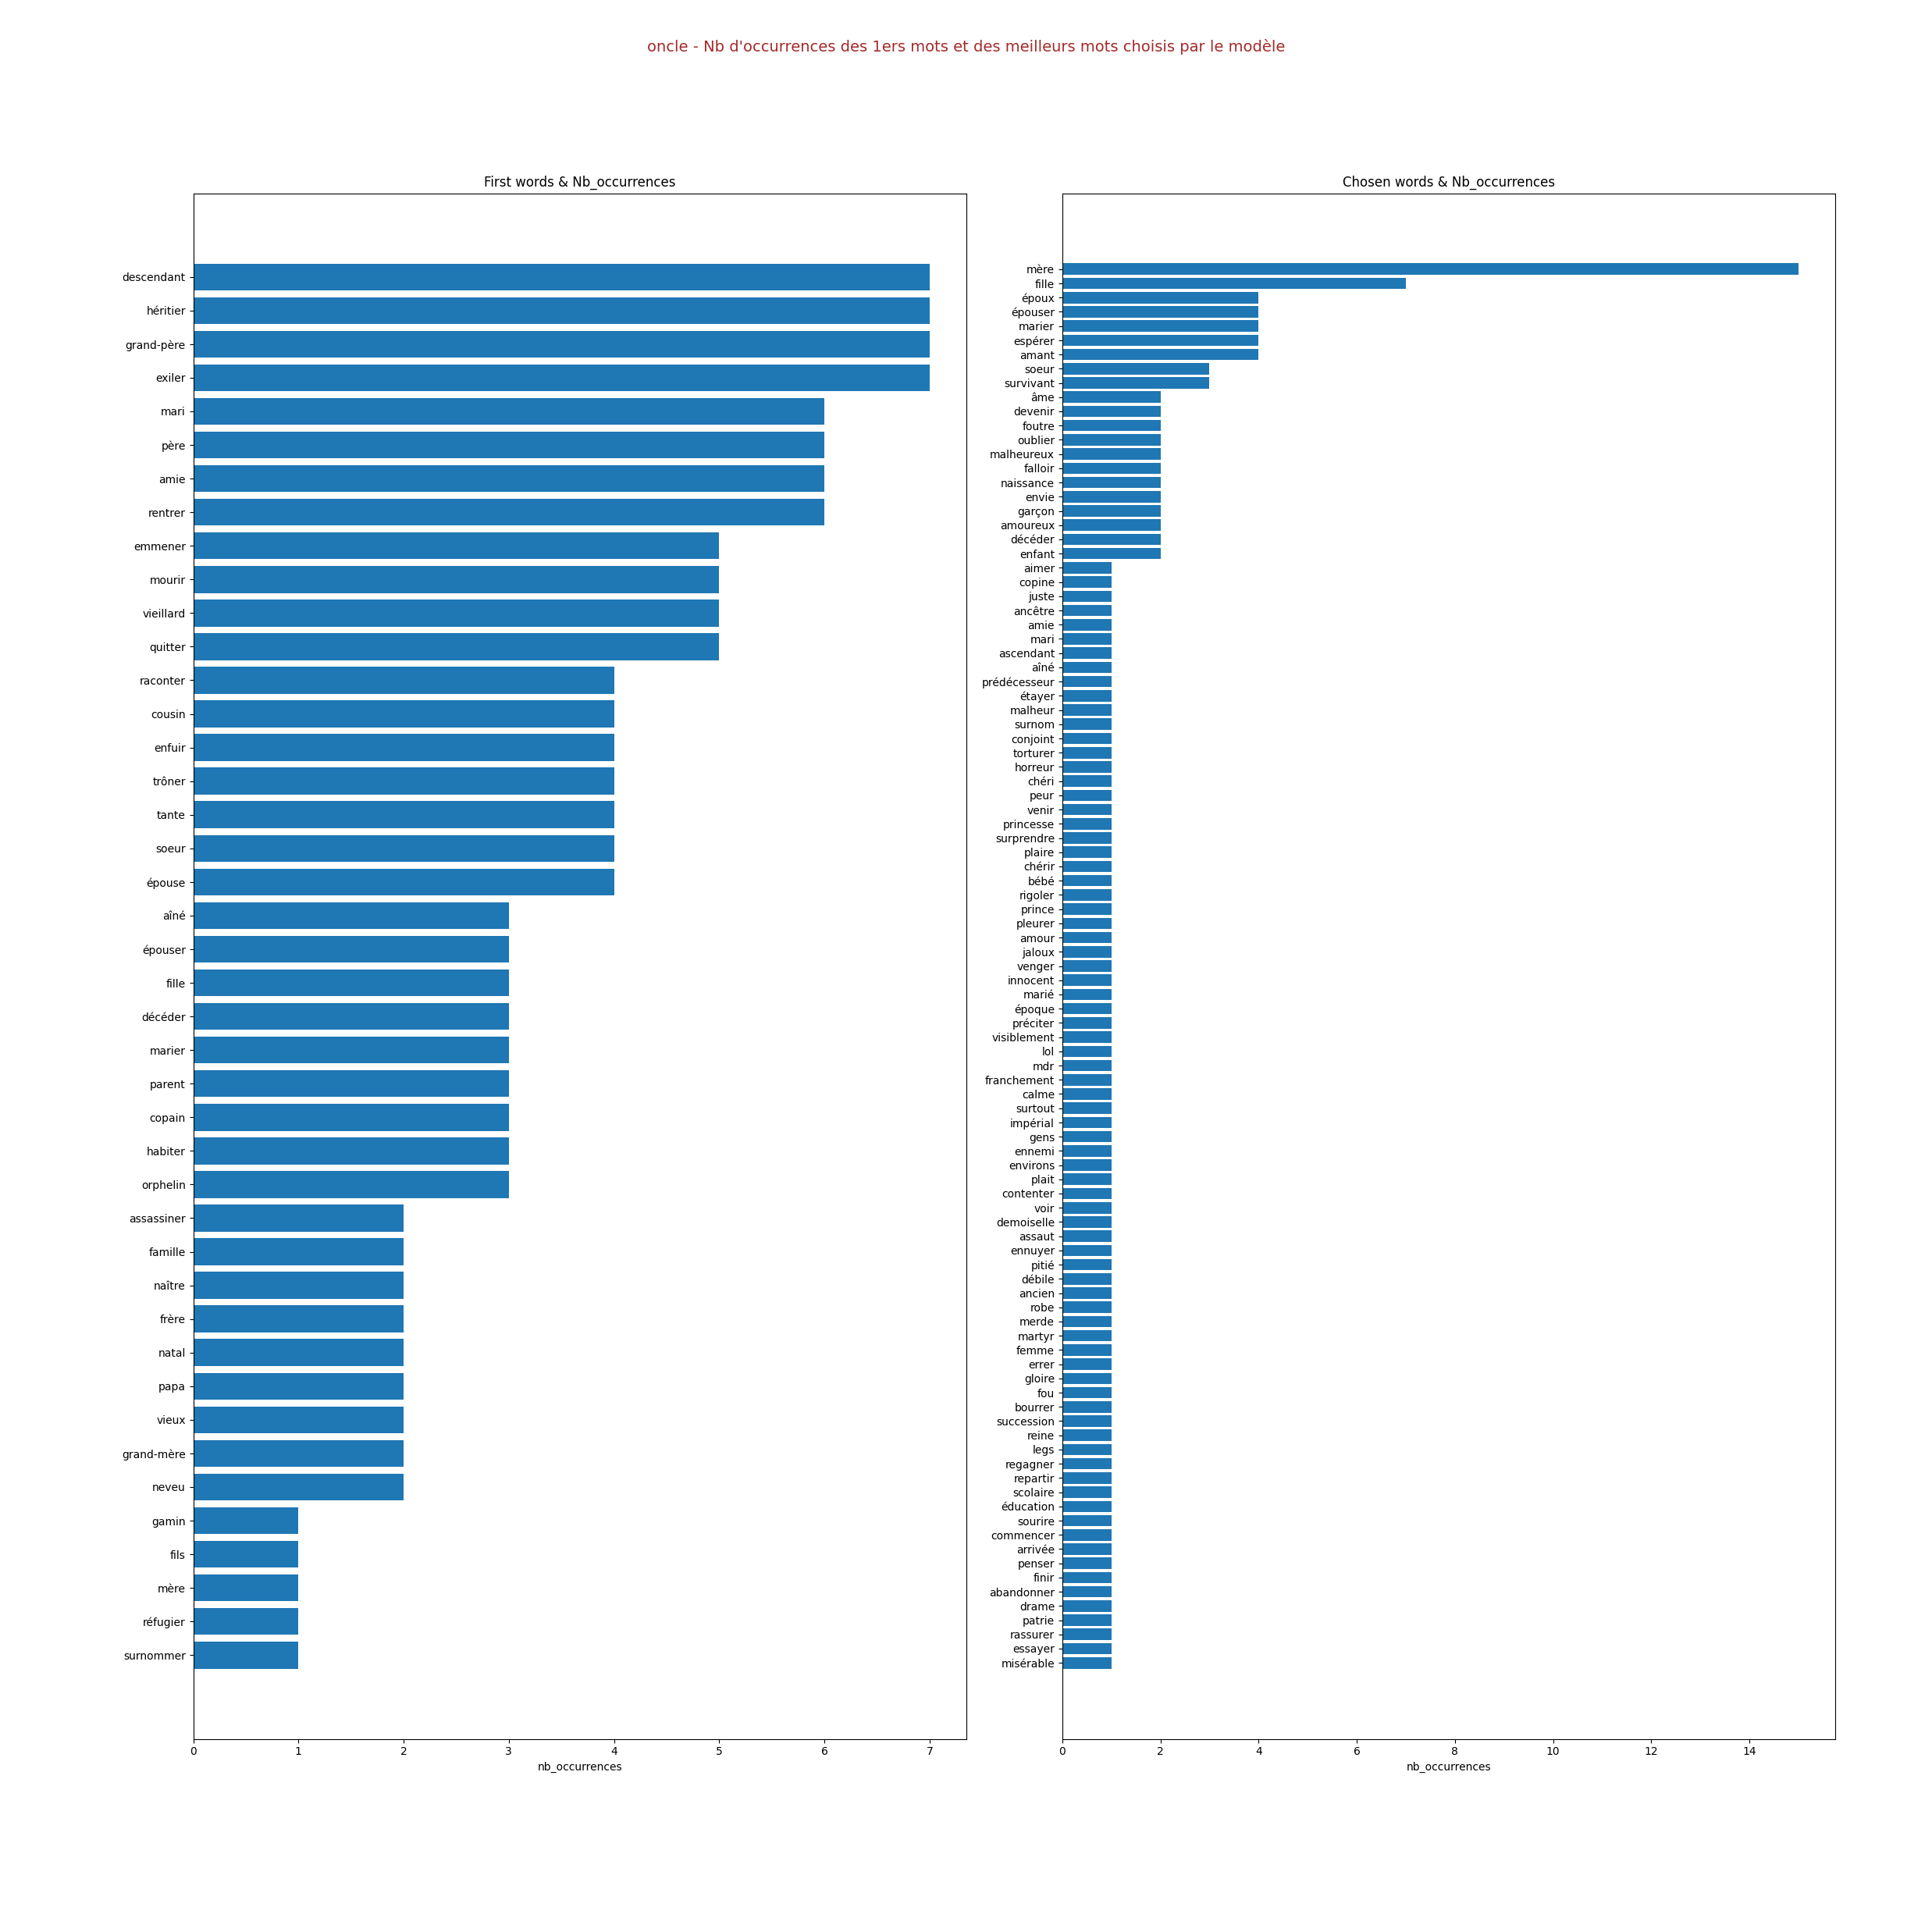 oncle - Nb d'occurrences des 1ers mots et des meilleurs mots choisis par le modèle
First words & Nb_occurrences
descendant
héritier
grand-père
exiler
mari
père
amie
rentrer
emmener
mourir
vieillard
quitter
raconter
cousin
enfuir
trôner
tante
soeur
épouse
aîné
épouser
fille
décéder
marier
parent
copain
habiter
orphelin
assassiner
famille
naître
frère
natal
papa
vieux
grand-mère
neveu
gamin
fils
mère
réfugier
surnommer
0 1 2 3 4 5 6 7
nb_occurrences
Chosen words & Nb_occurrences
mère
fille
époux
épouser
marier
espérer
amant
soeur
survivant
âme
devenir
foutre
oublier
malheureux
falloir
naissance
envie
garçon
amoureux
décéder
enfant
aimer
copine
juste
ancêtre
amie
mari
ascendant
aîné
prédécesseur
étayer
malheur
surnom
conjoint
torturer
horreur
chéri
peur
venir
princesse
surprendre
plaire
chérir
bébé
rigoler
prince
pleurer
amour
jaloux
venger
innocent
marié
époque
préciter
visiblement
lol
mdr
franchement
calme
surtout
impérial
gens
ennemi
environs
plait
contenter
voir
demoiselle
assaut
ennuyer
pitié
débile
ancien
robe
merde
martyr
femme
errer
gloire
fou
bourrer
succession
reine
legs
regagner
repartir
scolaire
éducation
sourire
commencer
arrivée
penser
finir
abandonner
drame
patrie
rassurer
essayer
misérable
0 2 4 6 8 10 12 14
nb_occurrences